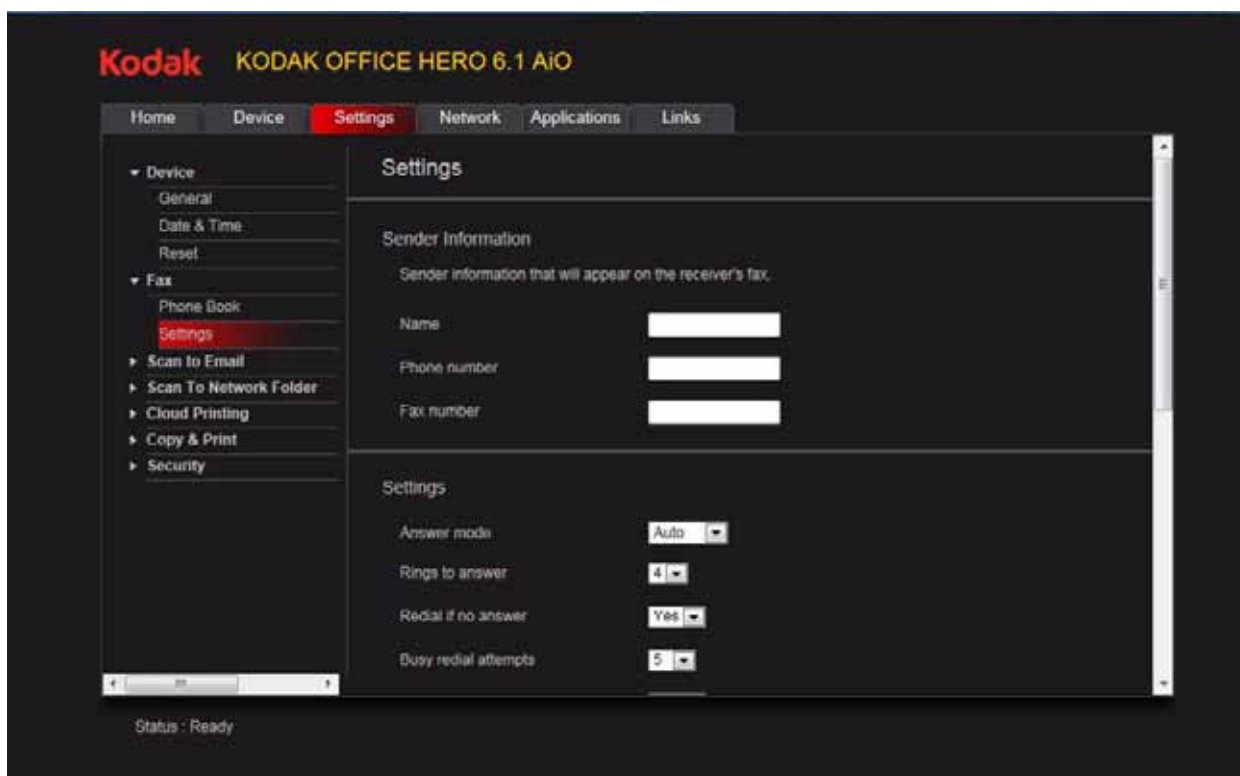 Kodak KODAK OFFICE HERO 6.1 AiO
Home Device Settings Network Applications Links
Device
General
Date & Time
Reset
Fax
Phone Book
Settings
Scan to Email
Scan To Network Folder
Cloud Printing
Copy & Print
Security
Settings
Sender Information
Sender information that will appear on the receiver's fax.
Name
Phone number
Fax number
Settings
Answer mode Auto
Rings to answer 4
Redial if no answer Yes
Busy redial attempts 5
Status : Ready